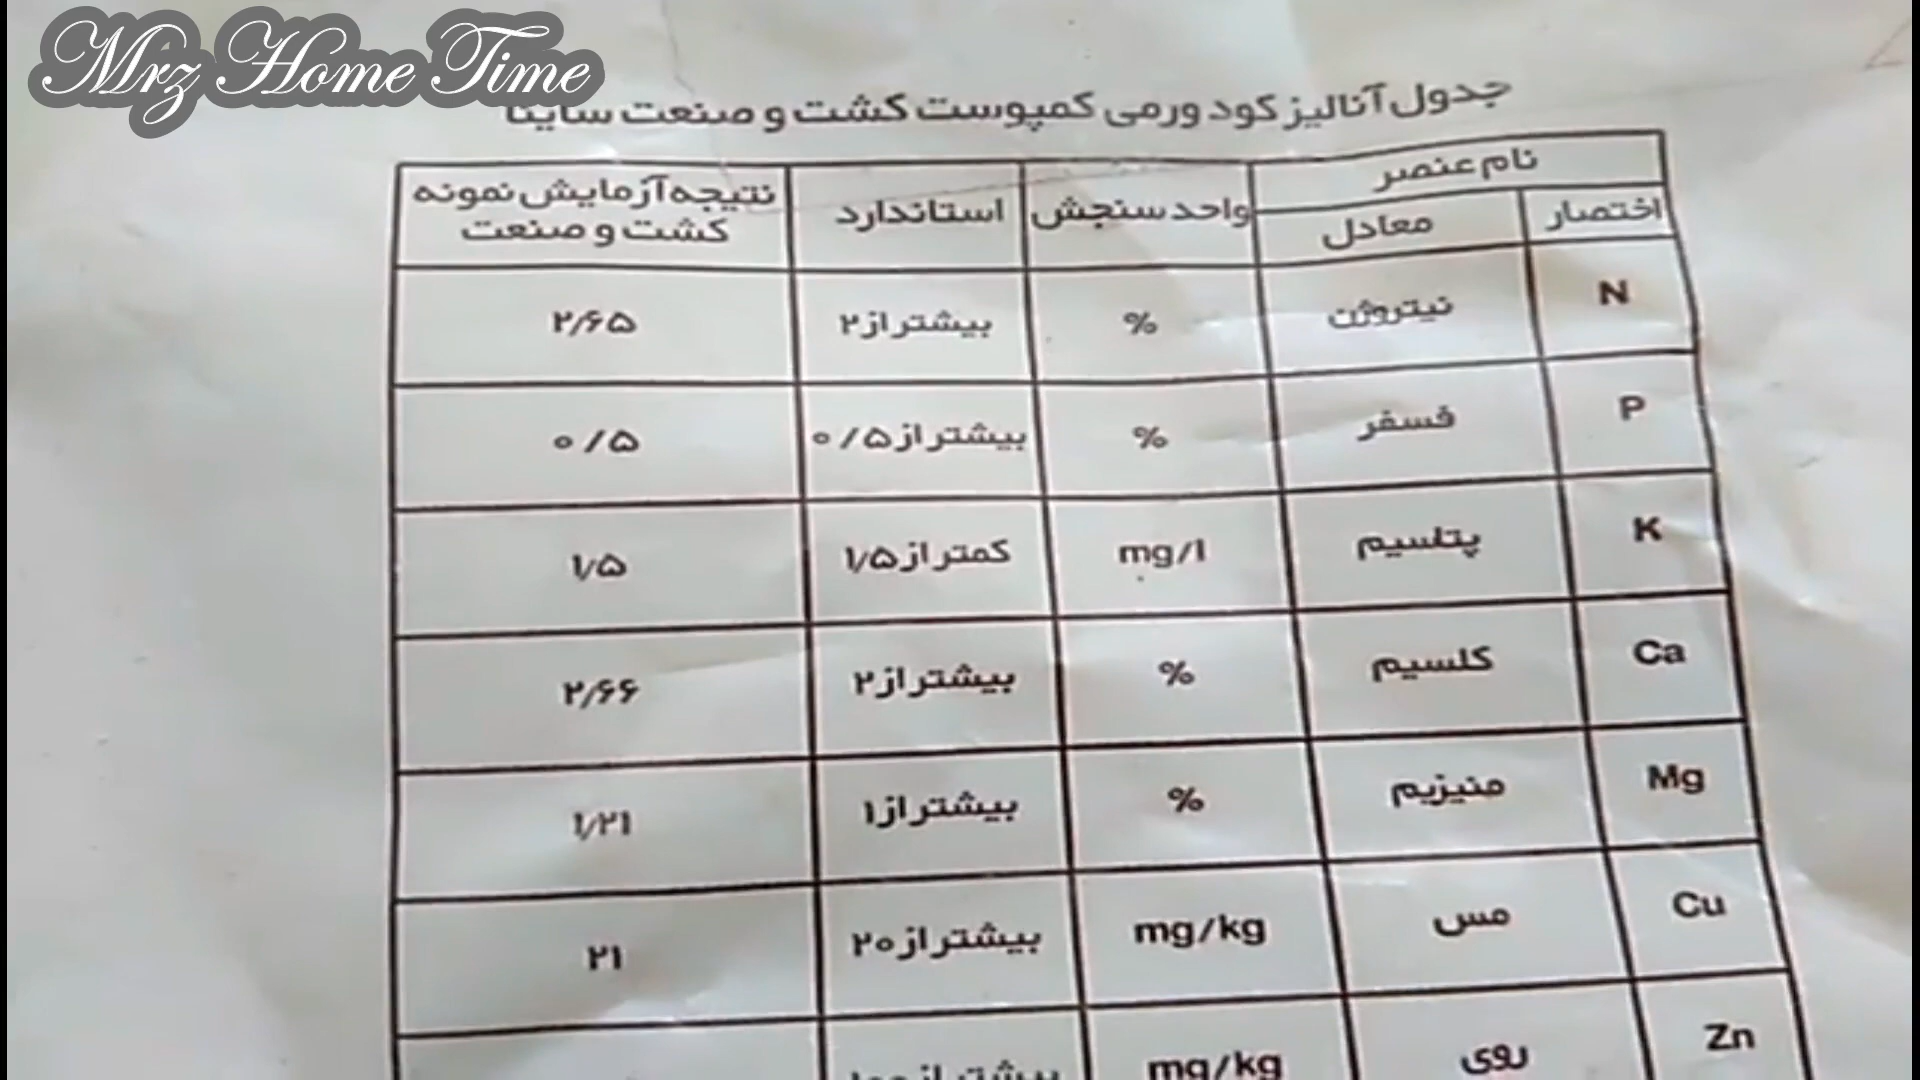 Mrz Home Time
جدول آنالیز کود ورمی کمپوست کشت و صنعت ساینا
نام عنصر
اختصار معادل واحد سنجش استاندارد نتیجه آزمایش نمونه کشت و صنعت
N نیتروژن % بیشتر از ۲ ۲/۶۵
P فسفر % بیشتر از ۰/۵ ۰/۵
K پتاسیم mg/l کمتر از ۱/۵ ۱/۵
Ca کلسیم % بیشتر از ۲ ۲/۶۶
Mg منیزیم % بیشتر از ۱ ۱/۲۱
Cu مس mg/kg بیشتر از ۲۰ ۲۱
Zn روی mg/kg بیشتر از